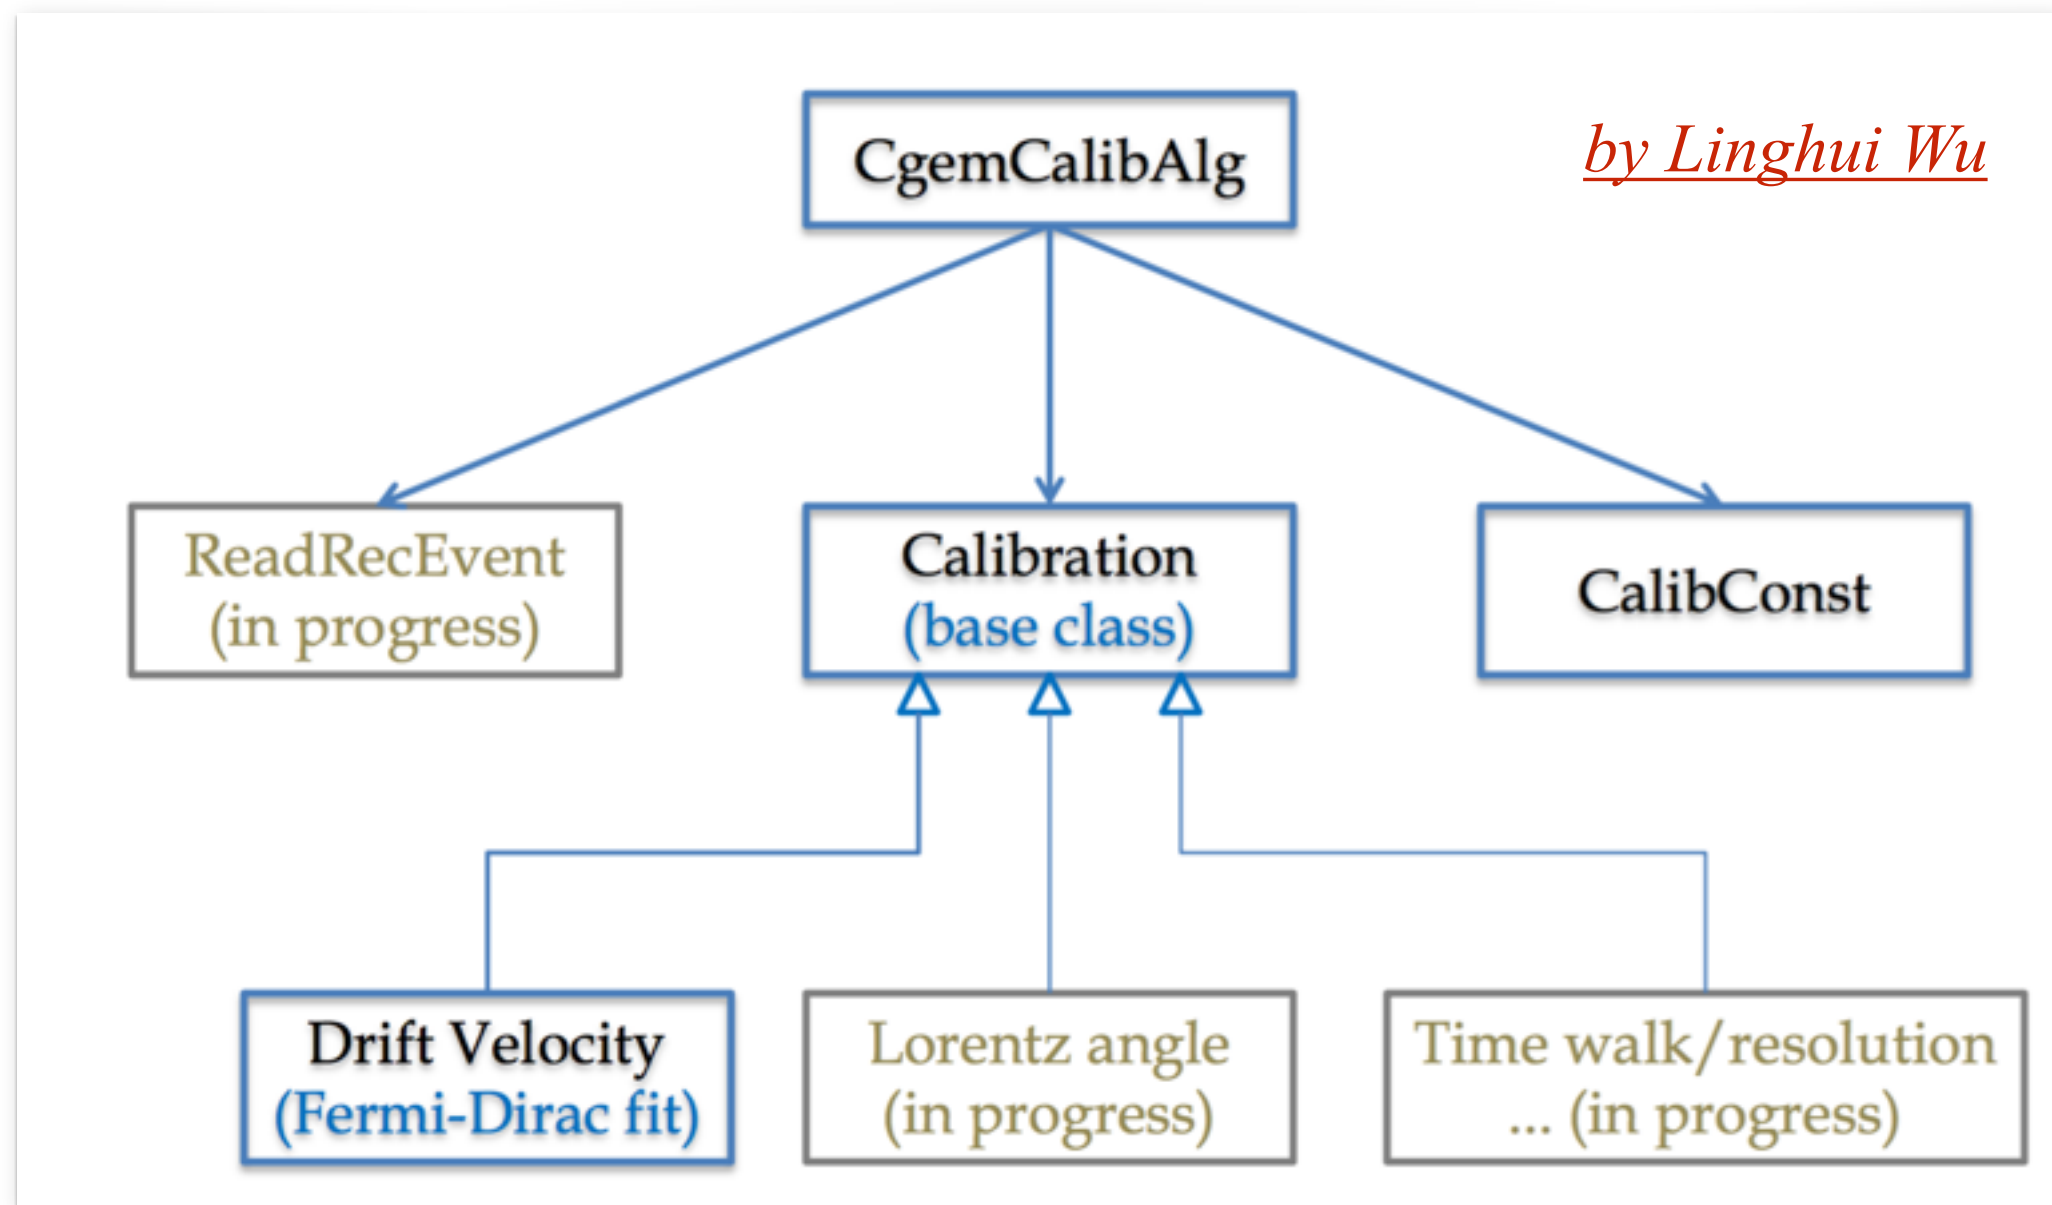 CgemCalibAlg
by Linghui Wu
ReadRecEvent
(in progress)
Calibration
(base class)
CalibConst
Drift Velocity
(Fermi-Dirac fit)
Lorentz angle
(in progress)
Time walk/resolution
... (in progress)